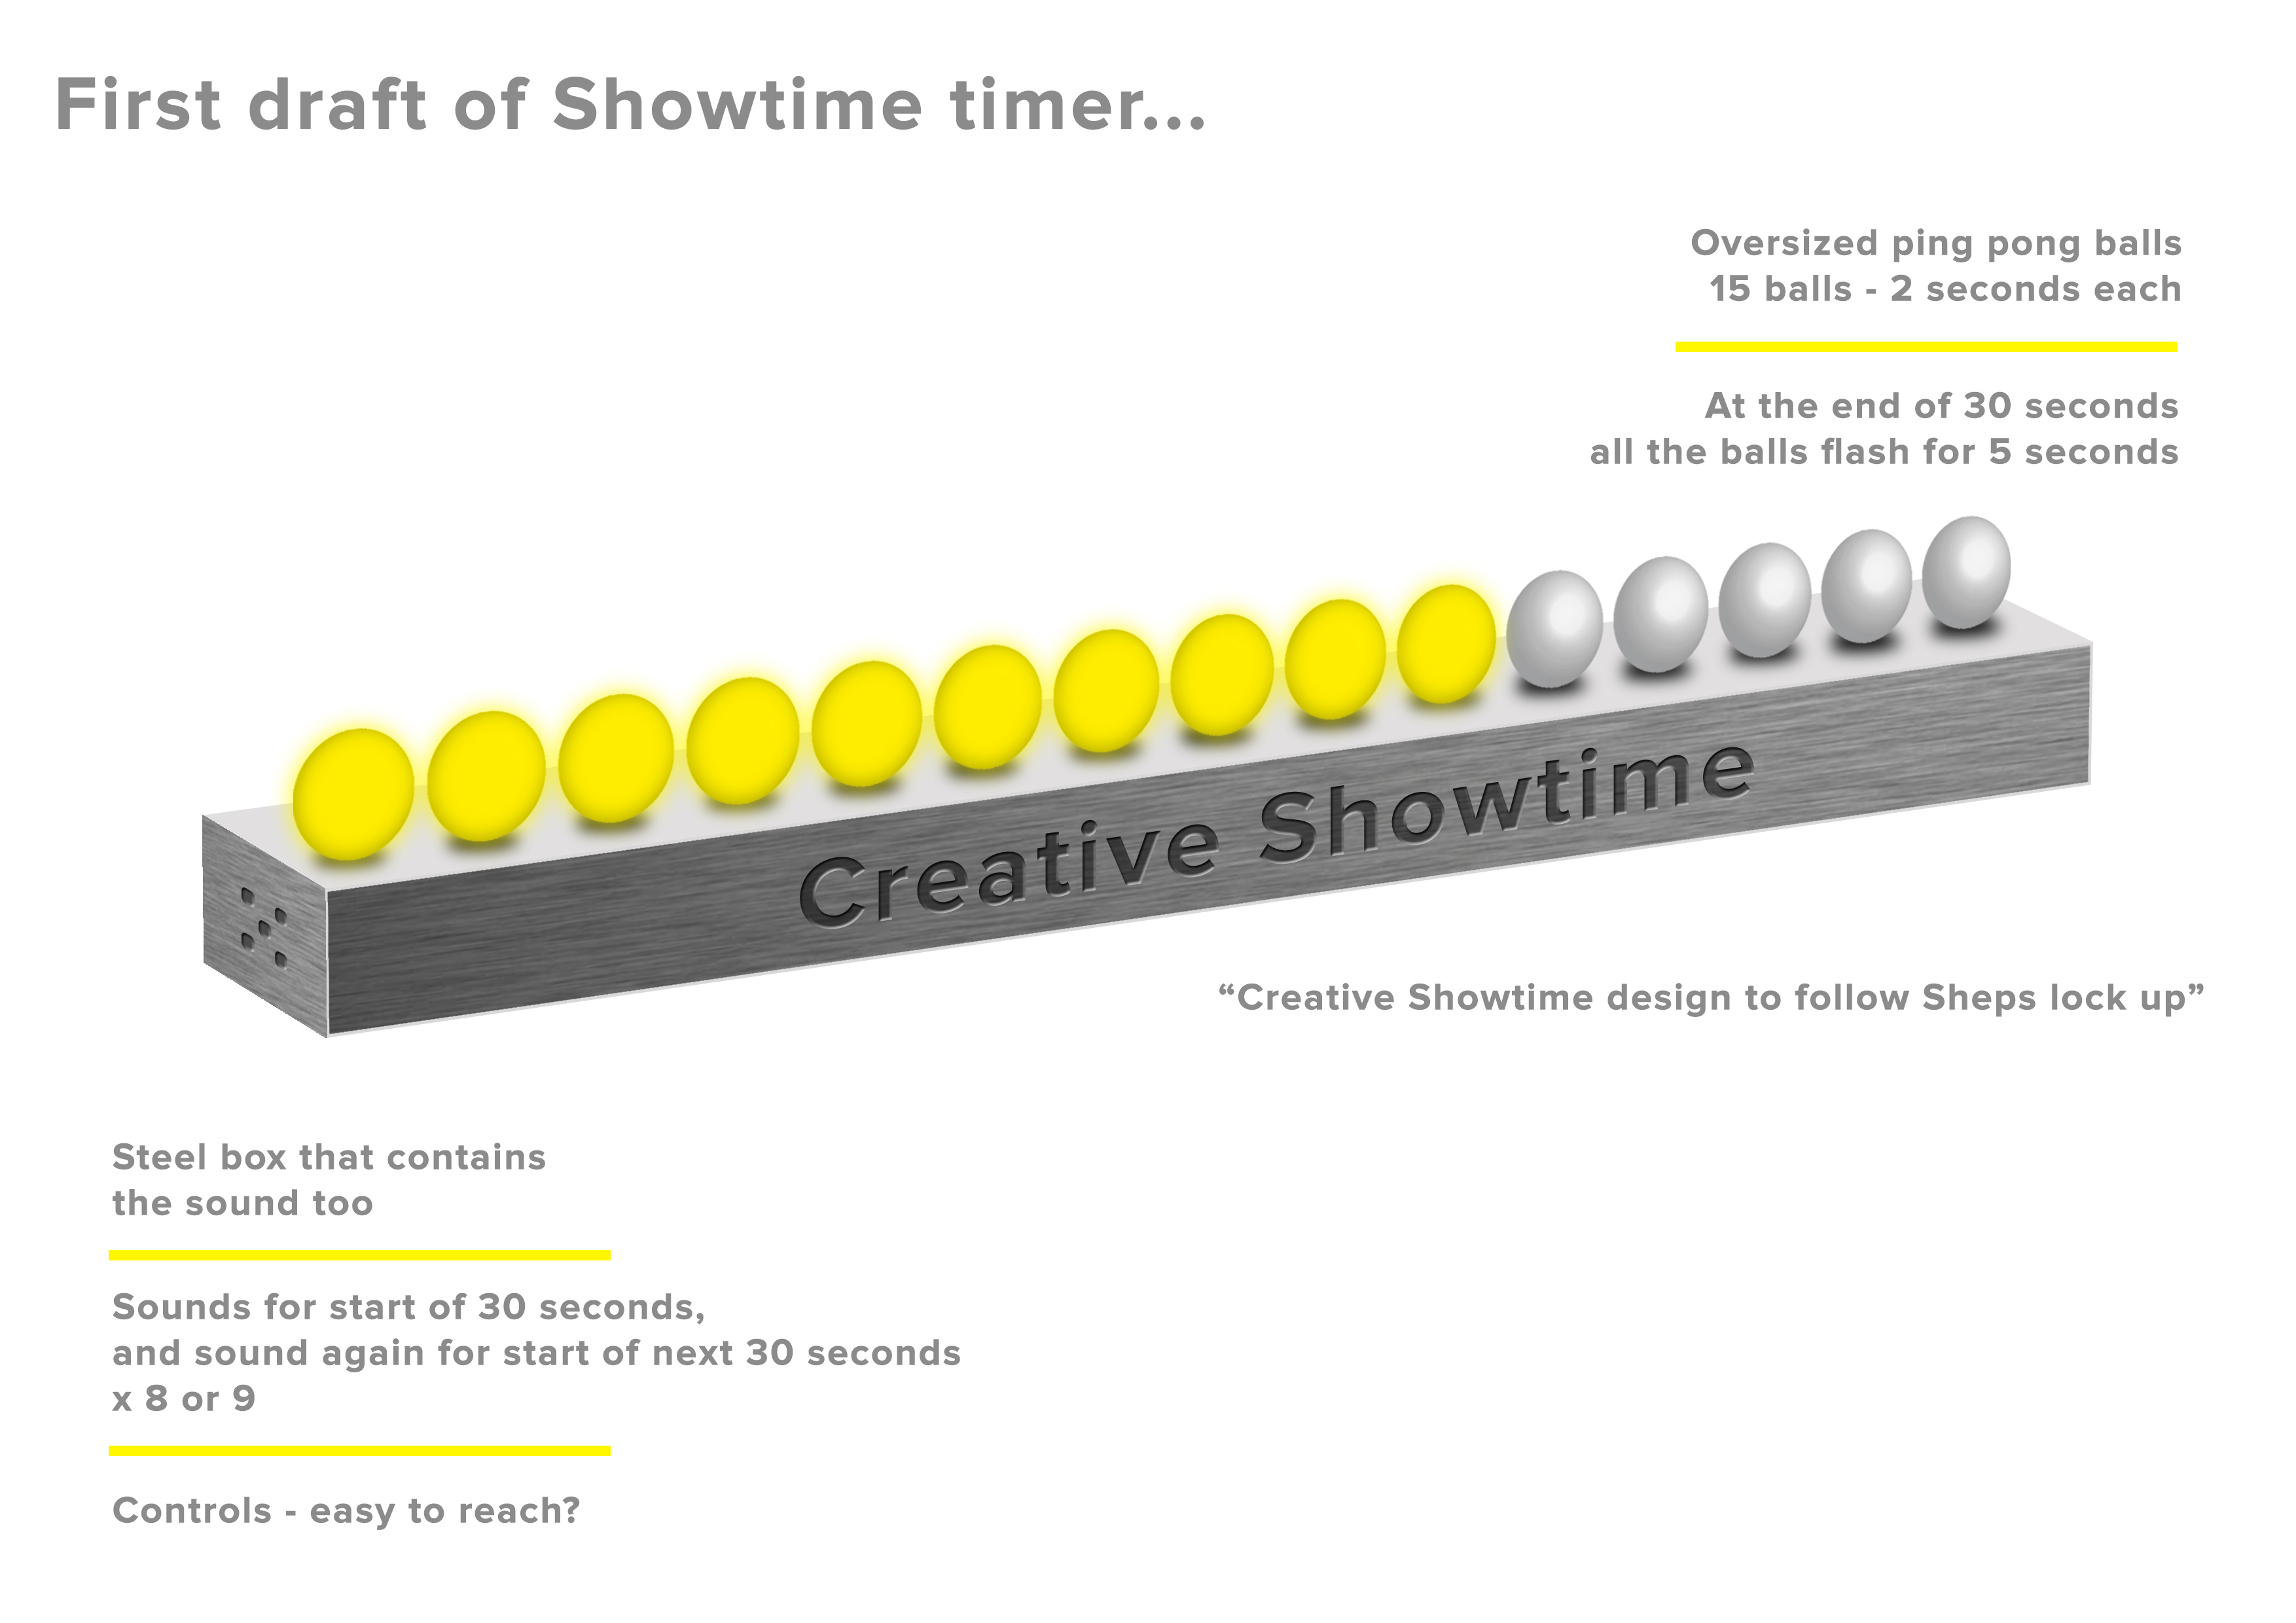 First draft of Showtime timer...
Oversized ping pong balls
15 balls - 2 seconds each
At the end of 30 seconds
all the balls flash for 5 seconds
Creative Showtime
“Creative Showtime design to follow Sheps lock up”
Steel box that contains
the sound too
Sounds for start of 30 seconds,
and sound again for start of next 30 seconds
x 8 or 9
Controls - easy to reach?